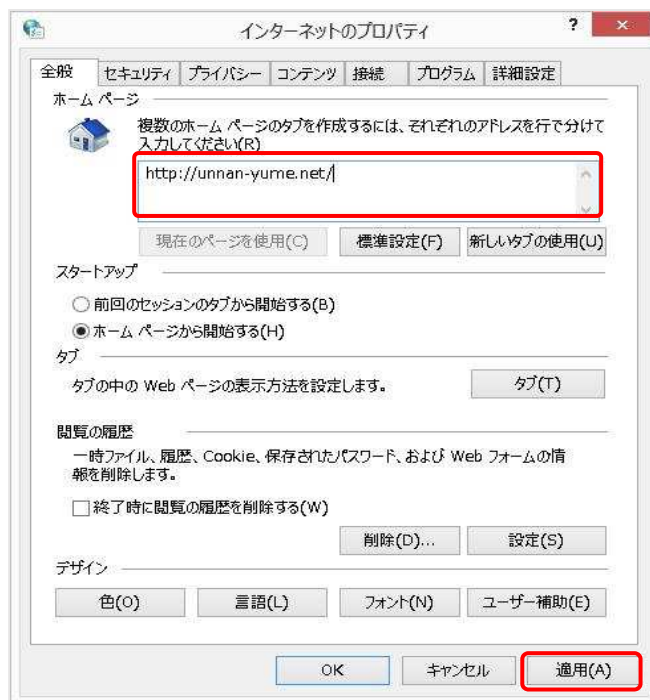 インターネットのプロパティ
? ×
全般 セキュリティ プライバシー コンテンツ 接続 プログラム 詳細設定
ホーム ページ
複数のホーム ページのタブを作成するには、それぞれのアドレスを行で分けて
入力してください(R)
http://unnan-yume.net/
現在のページを使用(C) 標準設定(F) 新しいタブの使用(U)
スタートアップ
前回のセッションのタブから開始する(B)
ホーム ページから開始する(H)
タブ
タブの中の Web ページの表示方法を設定します。 タブ(T)
閲覧の履歴
一時ファイル、履歴、Cookie、保存されたパスワード、および Web フォームの情
報を削除します。
終了時に閲覧の履歴を削除する(W)
削除(D)... 設定(S)
デザイン
色(O) 言語(L) フォント(N) ユーザー補助(E)
OK キャンセル 適用(A)